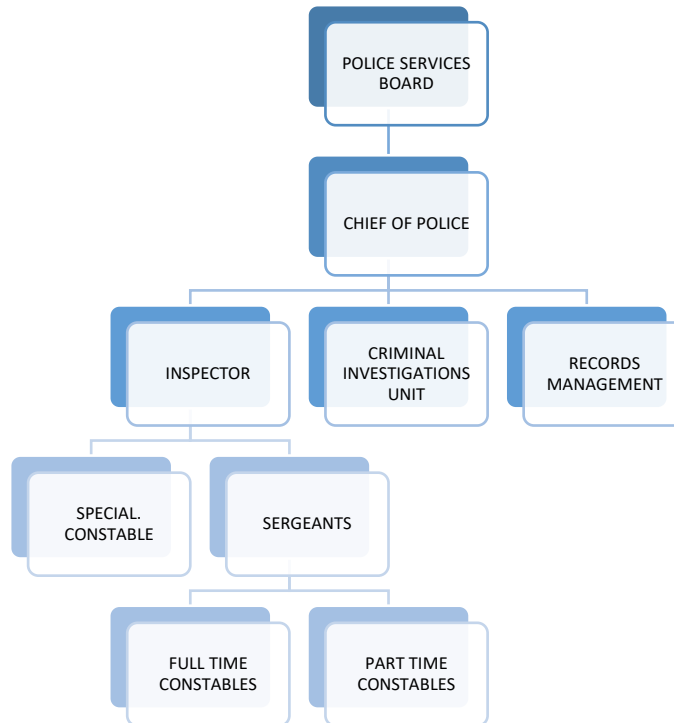 POLICE SERVICES
BOARD
CHIEF OF POLICE
INSPECTOR
CRIMINAL
INVESTIGATIONS
UNIT
RECORDS
MANAGEMENT
SPECIAL.
CONSTABLE
SERGEANTS
FULL TIME
CONSTABLES
PART TIME
CONSTABLES